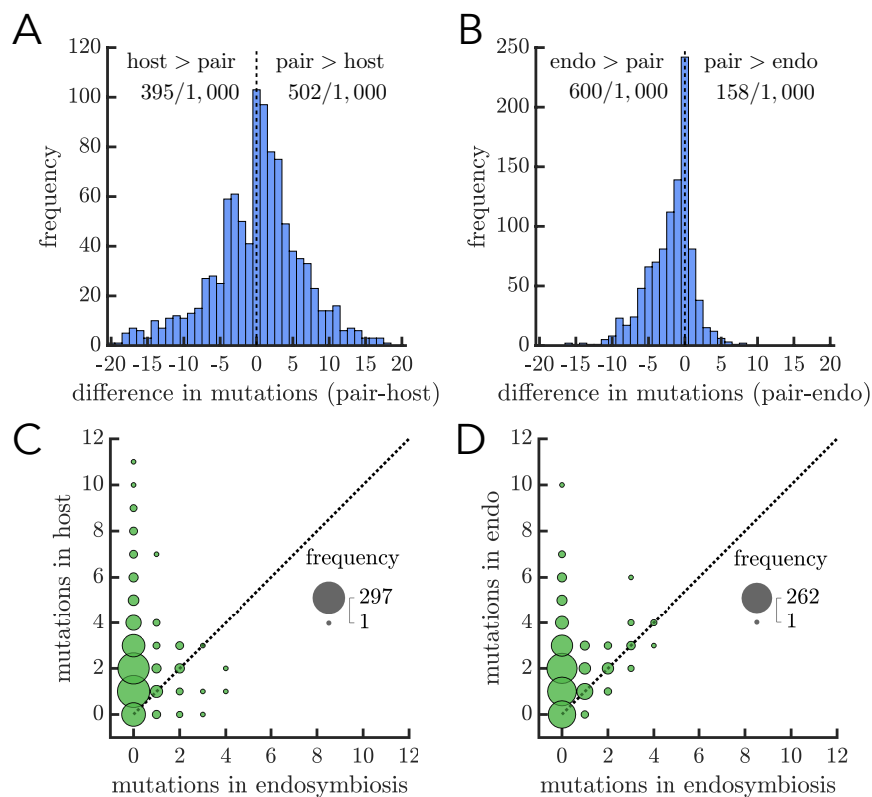 A
host > pair
pair > host
395/1,000
502/1,000
frequency
120
100
80
60
40
20
0
-20 -15 -10 -5 0 5 10 15 20
difference in mutations (pair-host)
B
endo > pair
pair > endo
600/1,000
158/1,000
frequency
250
200
150
100
50
0
-20 -15 -10 -5 0 5 10 15 20
difference in mutations (pair-endo)
C
mutations in host
12
10
8
6
4
2
0
frequency
297
1
0 2 4 6 8 10 12
mutations in endosymbiosis
D
mutations in endo
12
10
8
6
4
2
0
frequency
262
1
0 2 4 6 8 10 12
mutations in endosymbiosis